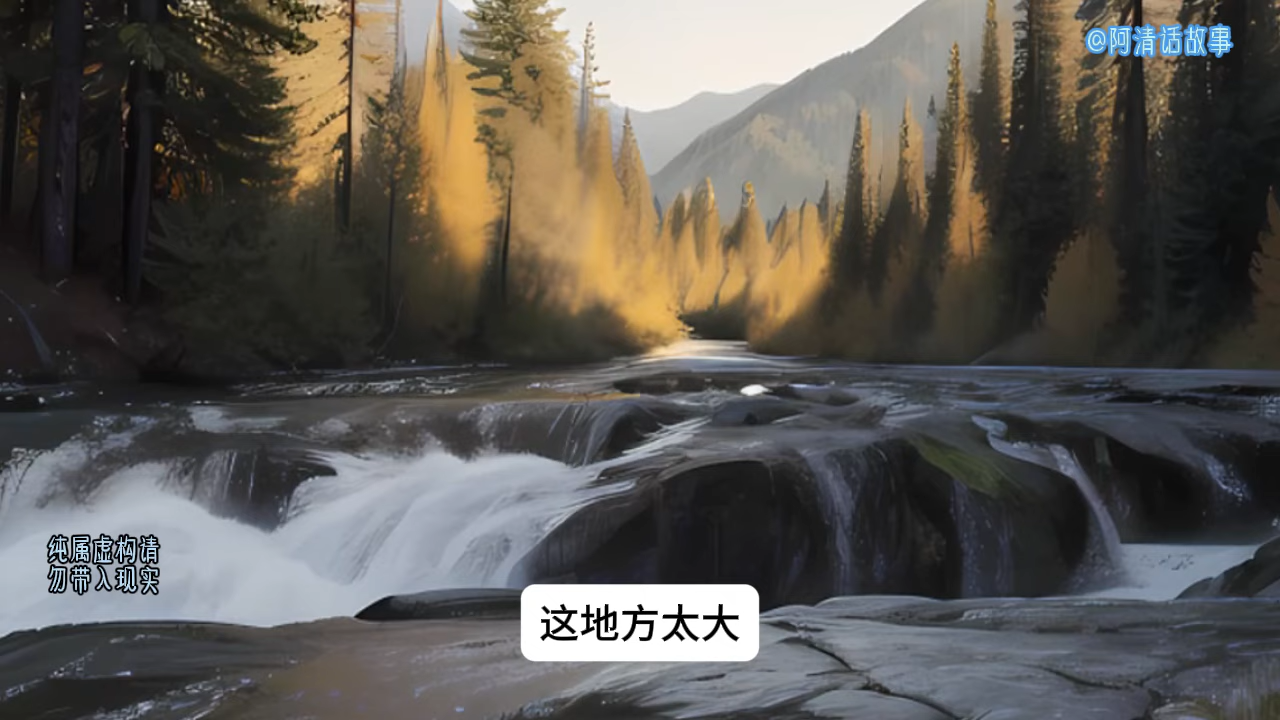 @阿清话故事
纯属虚构请
勿带入现实
这地方太大